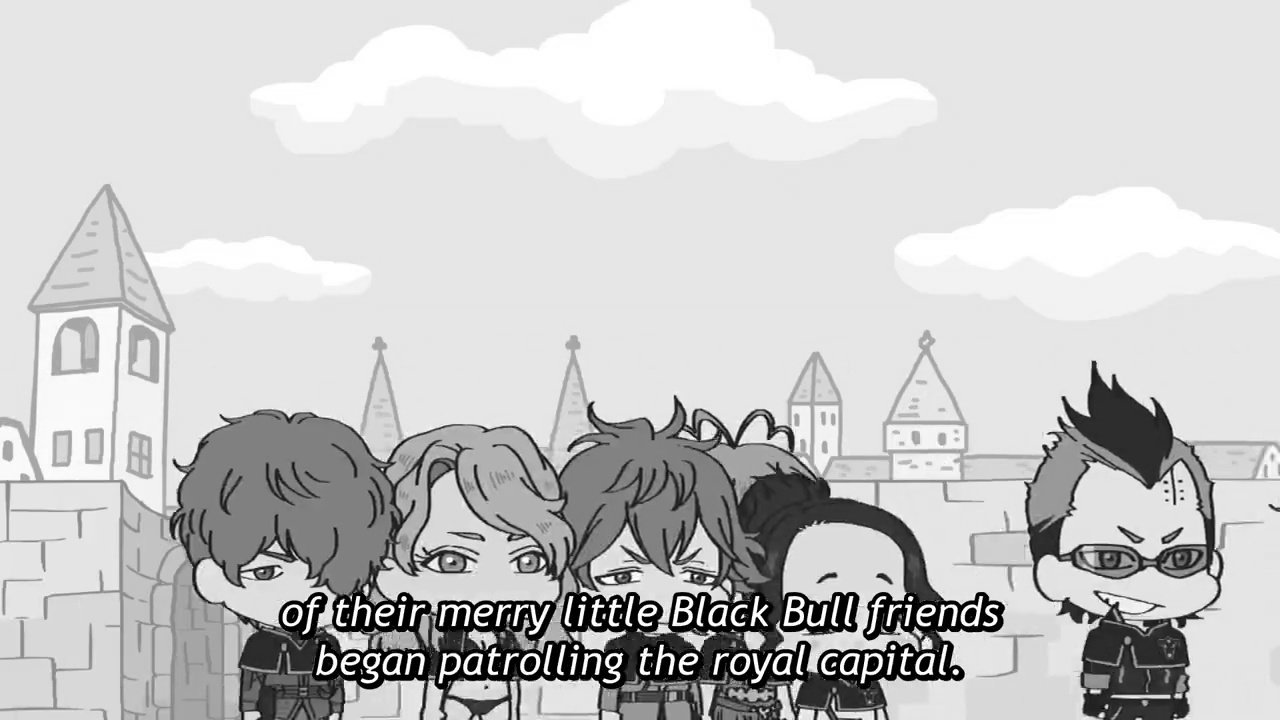 of their merry little Black Bull friends
began patrolling the royal capital.